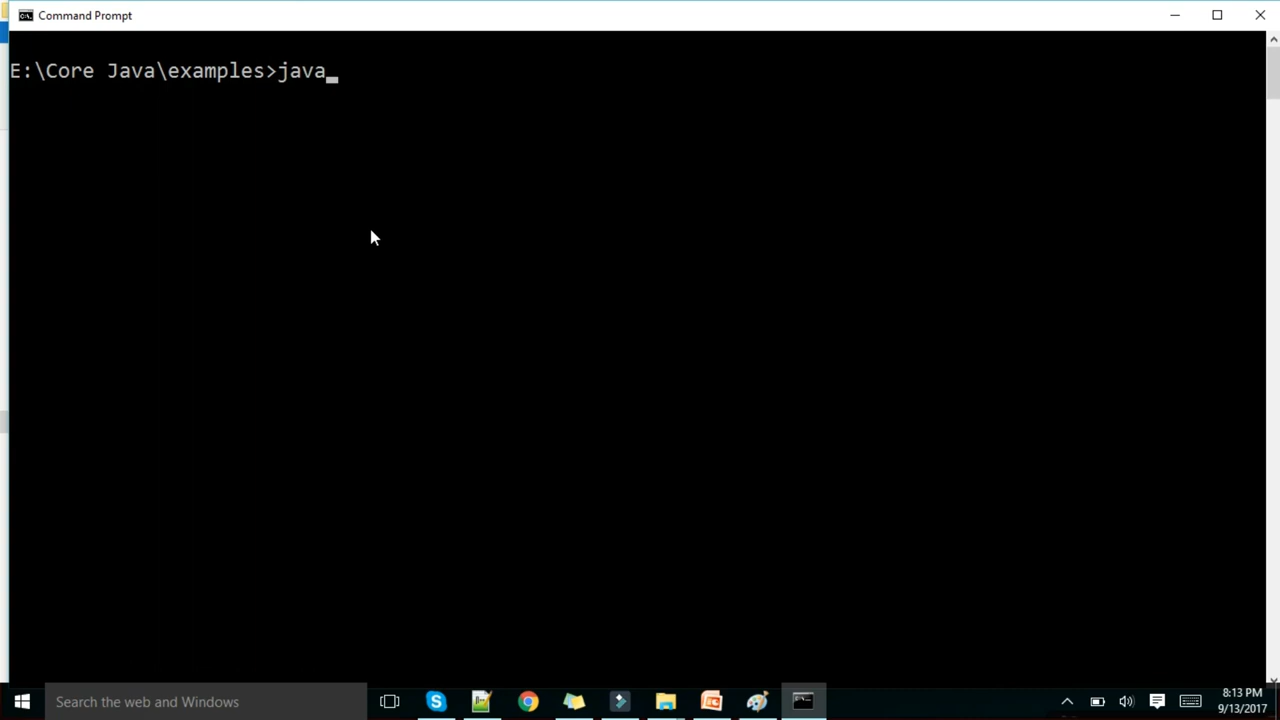 Command Prompt
E:\Core Java\examples>java
Search the web and Windows
8:13 PM
9/13/2017